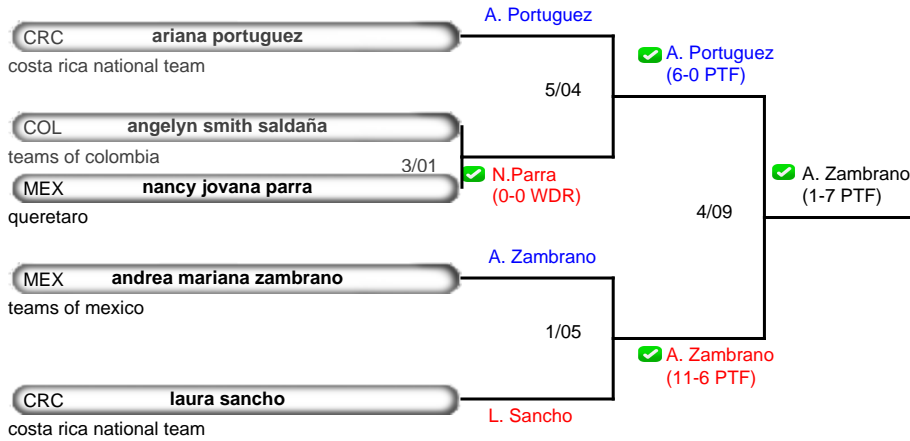 A. Portuguez
CRC ariana portuguez
costa rica national team
A. Portuguez
(6-0 PTF)
5/04
COL angelyn smith saldaña
teams of colombia
3/01
MEX nancy jovana parra
queretaro
N.Parra
(0-0 WDR)
A. Zambrano
(1-7 PTF)
4/09
A. Zambrano
MEX andrea mariana zambrano
teams of mexico
1/05
A. Zambrano
(11-6 PTF)
CRC laura sancho
costa rica national team
L. Sancho